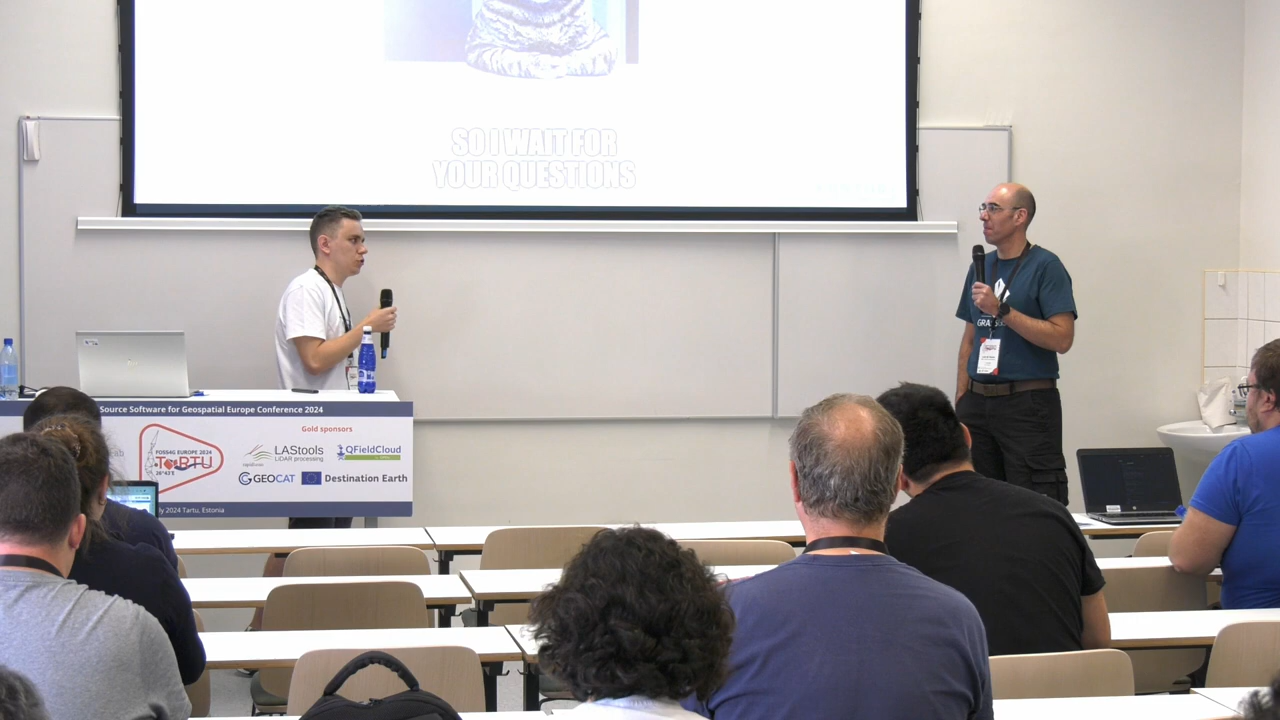 SO I WAIT FOR
YOUR QUESTIONS
Source Software for Geospatial Europe Conference 2024
Gold sponsors
FOSS4G EUROPE 2024
TARTU
LAStools
LiDAR processing
QFieldCloud
GEOCAT
Destination Earth
2024 Tartu, Estonia